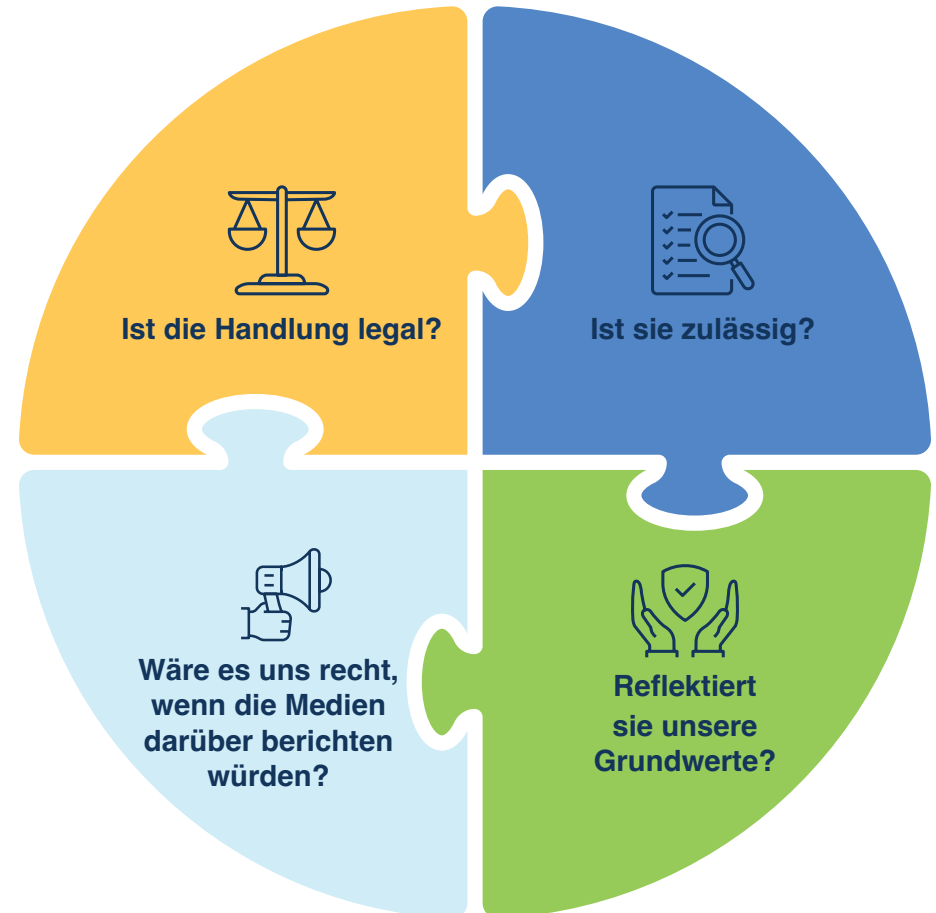 Ist die Handlung legal?
Ist sie zulässig?
Wäre es uns recht,
wenn die Medien
darüber berichten
würden?
Reflektiert
sie unsere
Grundwerte?